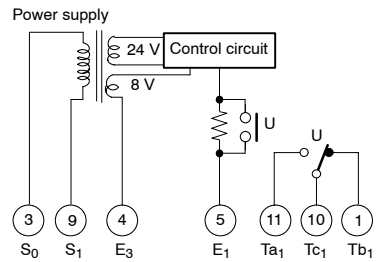 Power supply
24 V
Control circuit
8 V
U
U
3 9 4 5 11 10 1
S0 S1 E3 E1 Ta1 Tc1 Tb1